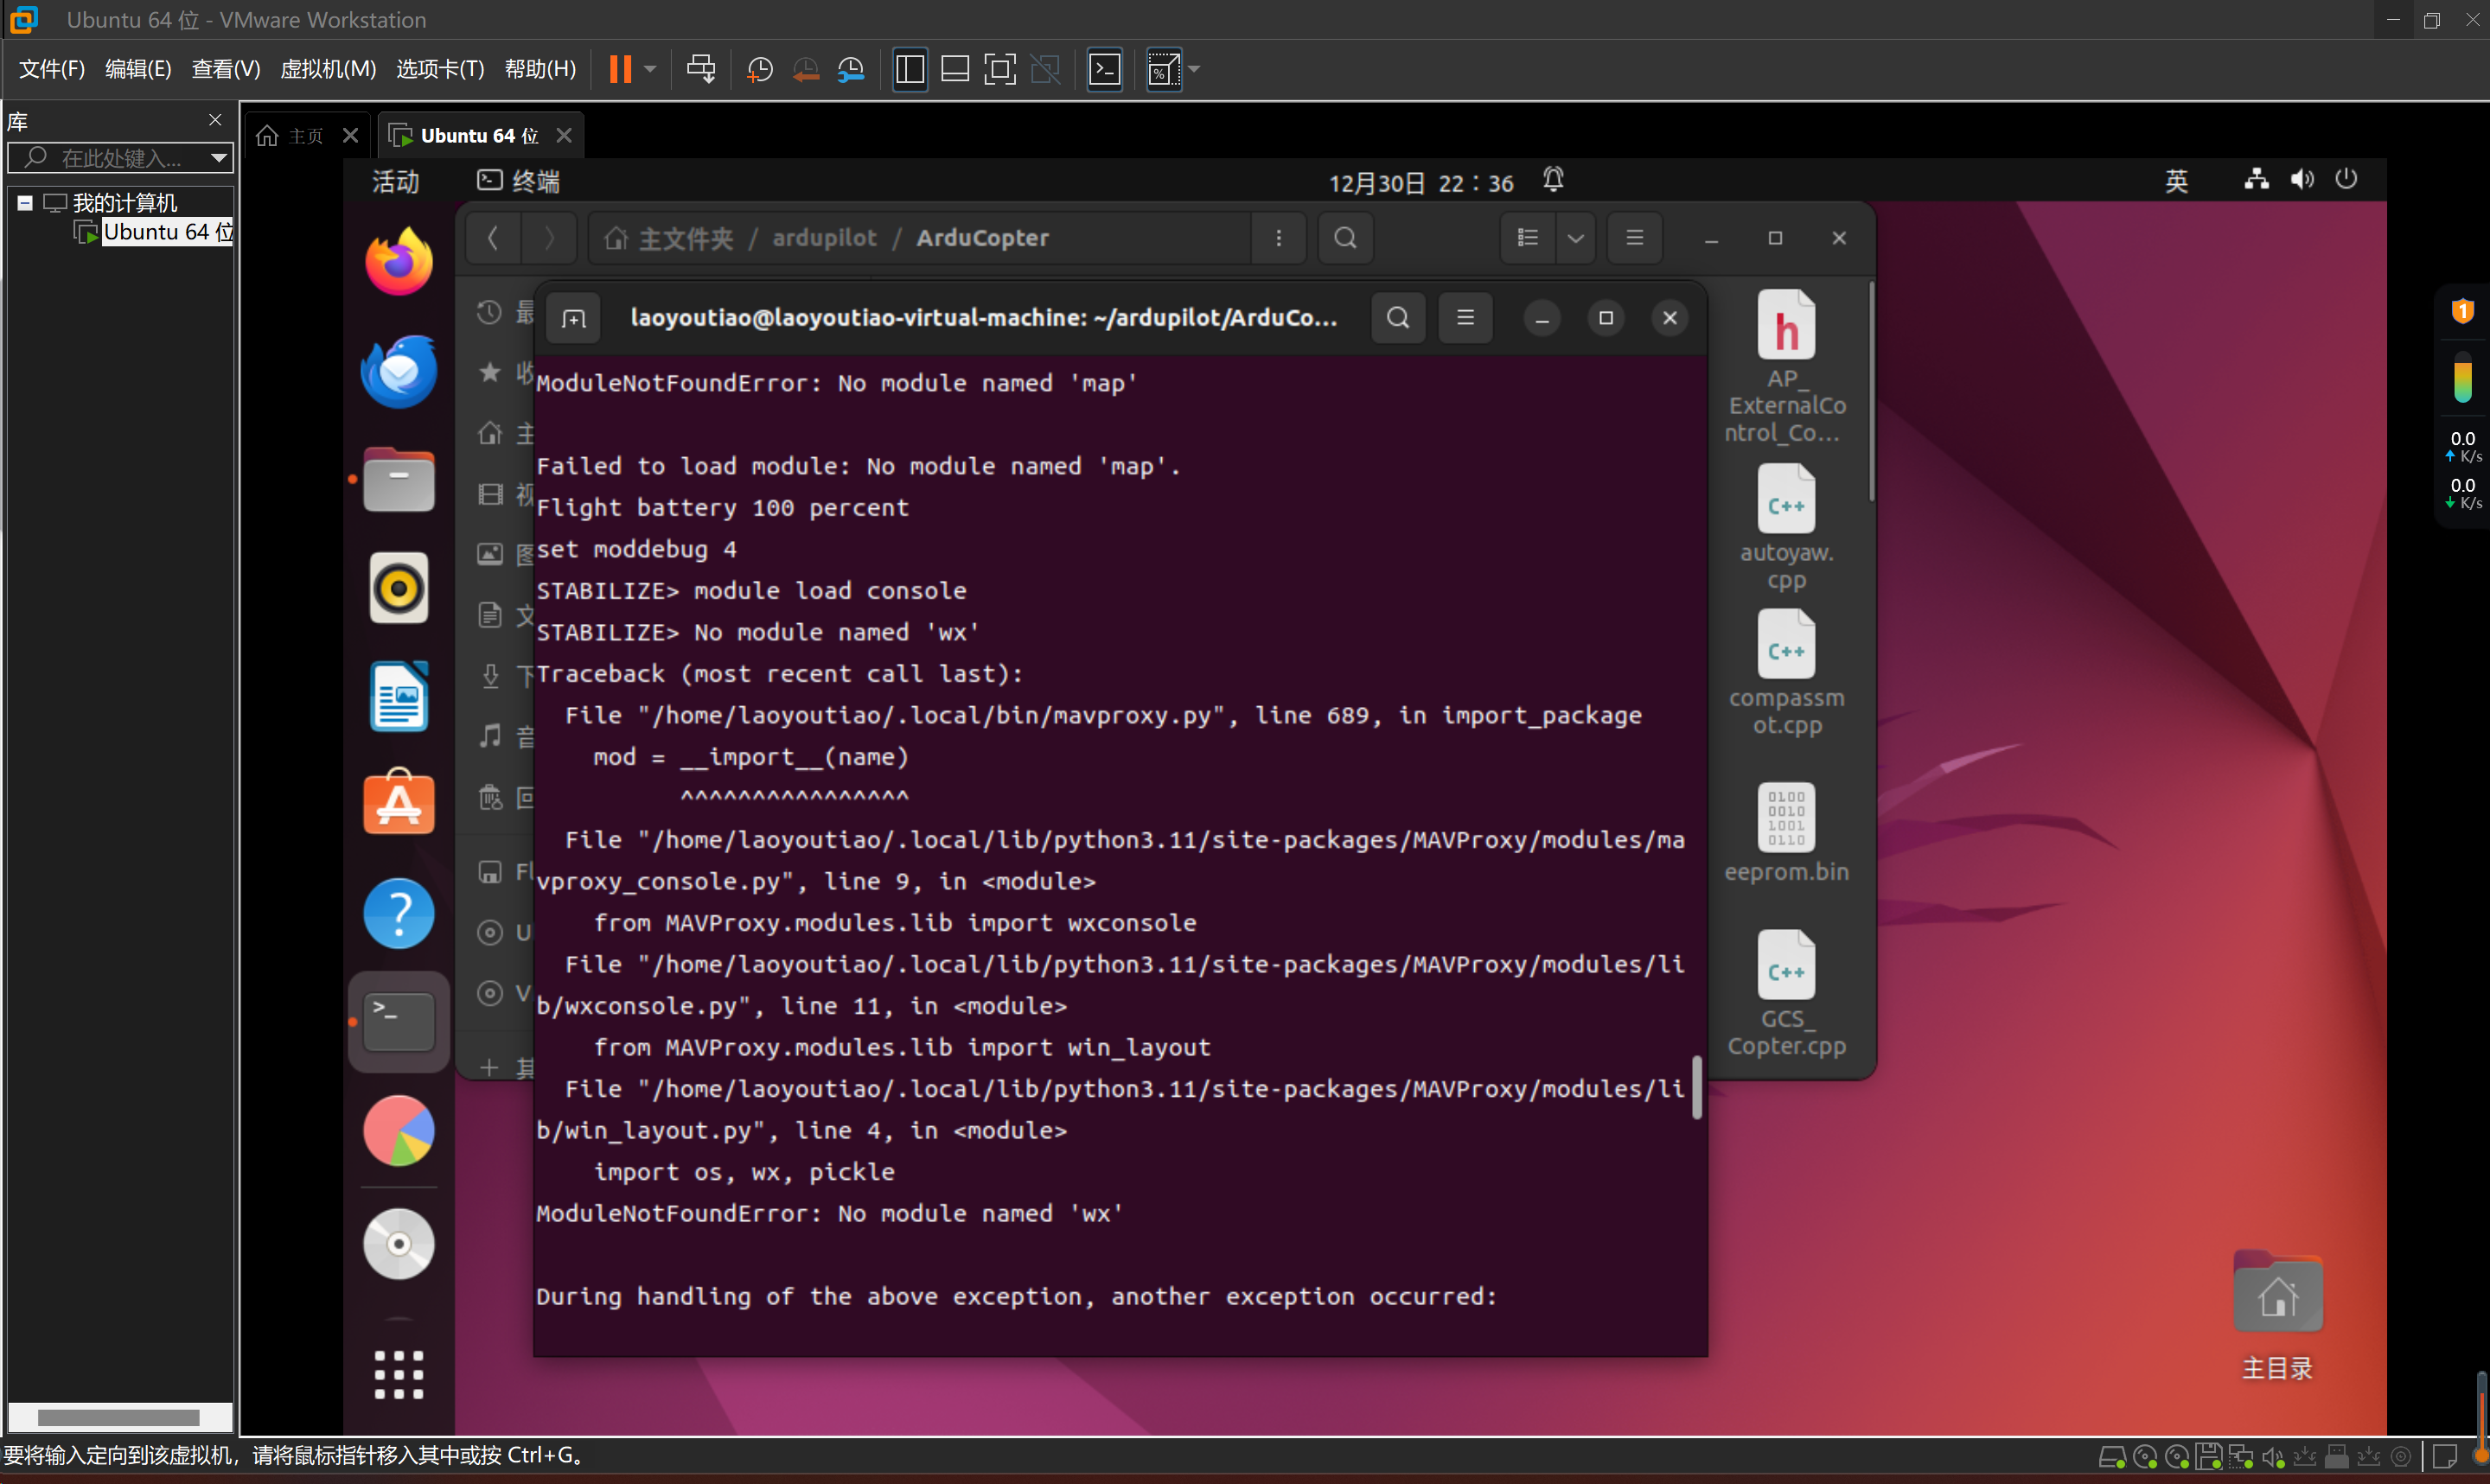 Ubuntu 64 位 - VMware Workstation
文件(F) 编辑(E) 查看(V) 虚拟机(M) 选项卡(T) 帮助(H)
库
在此处键入...
我的计算机
Ubuntu 64 位
主页
Ubuntu 64 位
活动
终端
12月30日 22：36
英
主文件夹 / ardupilot / ArduCopter
laoyoutiao@laoyoutiao-virtual-machine: ~/ardupilot/ArduCo...
ModuleNotFoundError: No module named 'map'
Failed to load module: No module named 'map'.
Flight battery 100 percent
set moddebug 4
STABILIZE> module load console
STABILIZE> No module named 'wx'
Traceback (most recent call last):
File "/home/laoyoutiao/.local/bin/mavproxy.py", line 689, in import_package
mod = __import__(name)
^^^^^^^^^^^^^^^^
File "/home/laoyoutiao/.local/lib/python3.11/site-packages/MAVProxy/modules/ma
vproxy_console.py", line 9, in <module>
from MAVProxy.modules.lib import wxconsole
File "/home/laoyoutiao/.local/lib/python3.11/site-packages/MAVProxy/modules/li
b/wxconsole.py", line 11, in <module>
from MAVProxy.modules.lib import win_layout
File "/home/laoyoutiao/.local/lib/python3.11/site-packages/MAVProxy/modules/li
b/win_layout.py", line 4, in <module>
import os, wx, pickle
ModuleNotFoundError: No module named 'wx'
During handling of the above exception, another exception occurred:
AP_
ExternalCo
ntrol_Co...
autoyaw.
cpp
compassm
ot.cpp
eeprom.bin
GCS_
Copter.cpp
主目录
1
0.0
K/s
0.0
K/s
要将输入定向到该虚拟机，请将鼠标指针移入其中或按 Ctrl+G。